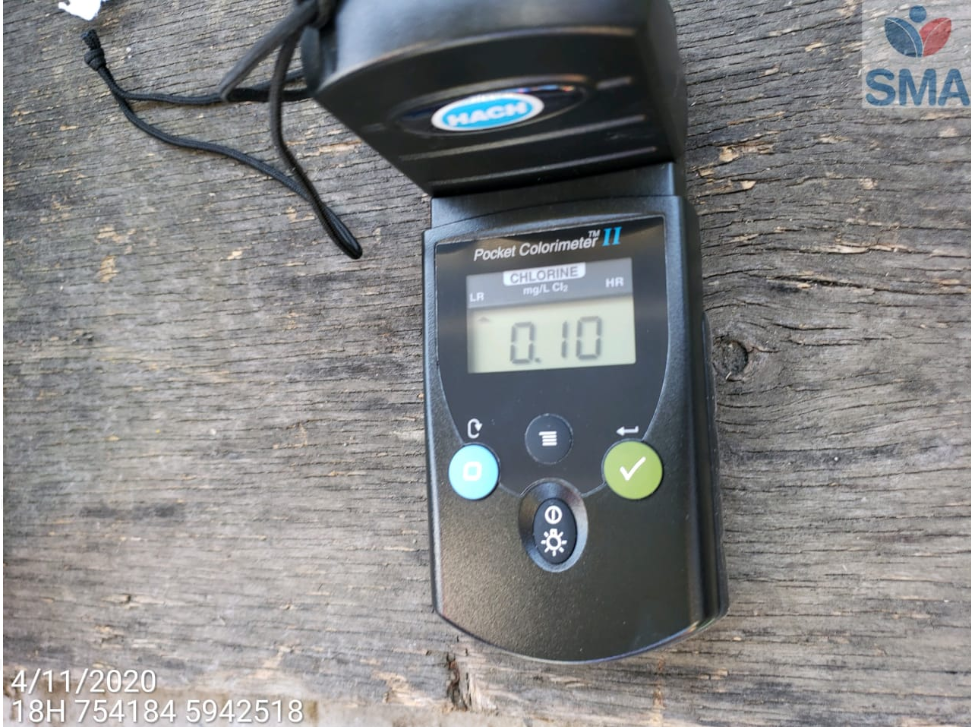 SMA
HACH
Pocket Colorimeter™ II
CHLORINE
mg/L Cl₂
LR
HR
0.10
4/11/2020
18H 754184 5942518